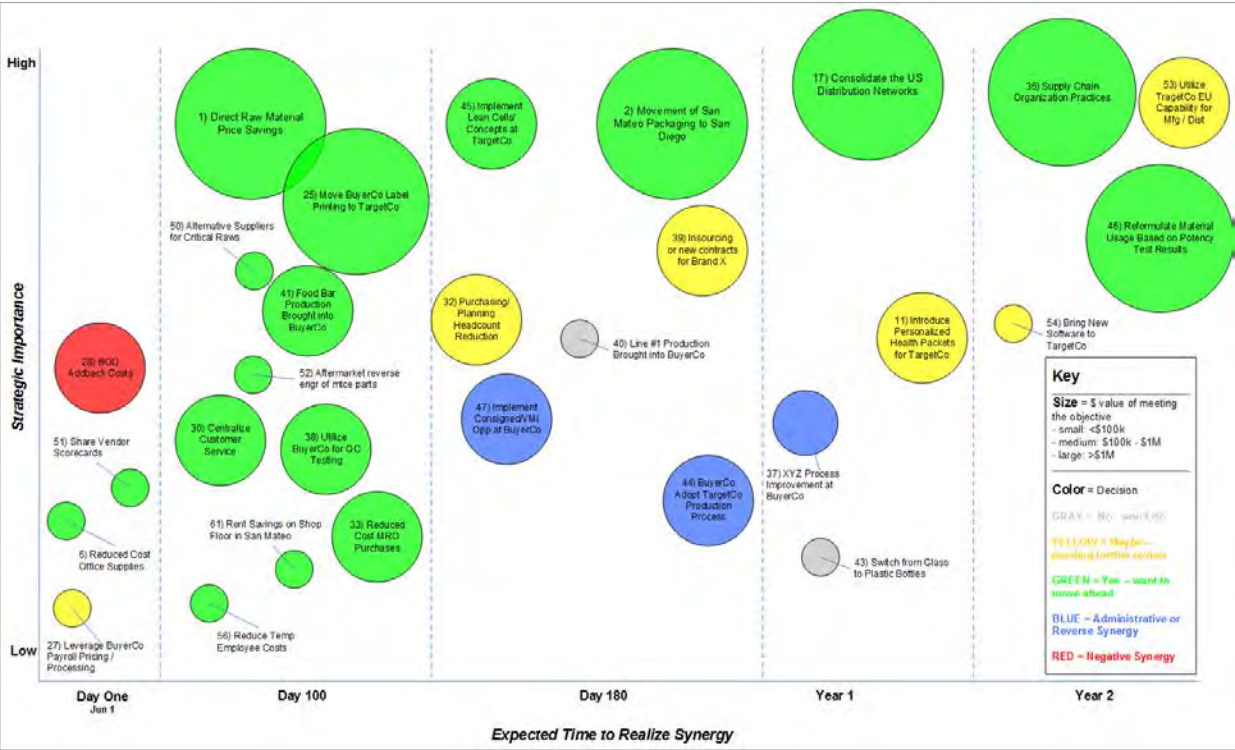 High
Strategic Importance
Low
1) Direct Raw Material
Price Savings
25) Move BuyerCo Label
Printing to TargetCo
50) Alternative Suppliers
for Critical Raws
41) Food Bar
Production
Brought into
BuyerCo
28) BOD
Addback Costs
52) Aftermarket reverse
engr of mtce parts
51) Share Vendor
Scorecards
30) Centralize
Customer
Service
38) Utilize
BuyerCo for QC
Testing
6) Reduced Cost
Office Supplies
61) Rent Savings on Shop
Floor in San Mateo
33) Reduced
Cost MRO
Purchases
27) Leverage BuyerCo
Payroll Pricing /
Processing
56) Reduce Temp
Employee Costs
45) Implement
Lean Cells/
Concepts at
TargetCo
2) Movement of San
Mateo Packaging to San
Diego
39) Insourcing
or new contracts
for Brand X
32) Purchasing/
Planning
Headcount
Reduction
40) Line #1 Production
Brought into BuyerCo
47) Implement
Consigned/VMI
Opp at BuyerCo
44) BuyerCo
Adopt TargetCo
Production
Process
17) Consolidate the US
Distribution Networks
11) Introduce
Personalized
Health Packets
for TargetCo
37) XYZ Process
Improvement at
BuyerCo
43) Switch from Glass
to Plastic Bottles
Supply Chain
Organization Practices
53) Utilize
TragetCo EU
Capability for
Mfg / Dist
46) Reformulate Material
Usage Based on Potency
Test Results
54) Bring New
Software to
TargetCo
Key
Size = $ value of meeting
the objective
- small: <$100k
- medium: $100k - $1M
- large: >$1M
Color = Decision
GRAY = No
YELLOW = Maybe –
pending further review
GREEN = Yes – want to
move ahead
BLUE = Administrative or
Reverse Synergy
RED = Negative Synergy
Day One
Jun 1
Day 100
Day 180
Year 1
Year 2
Expected Time to Realize Synergy